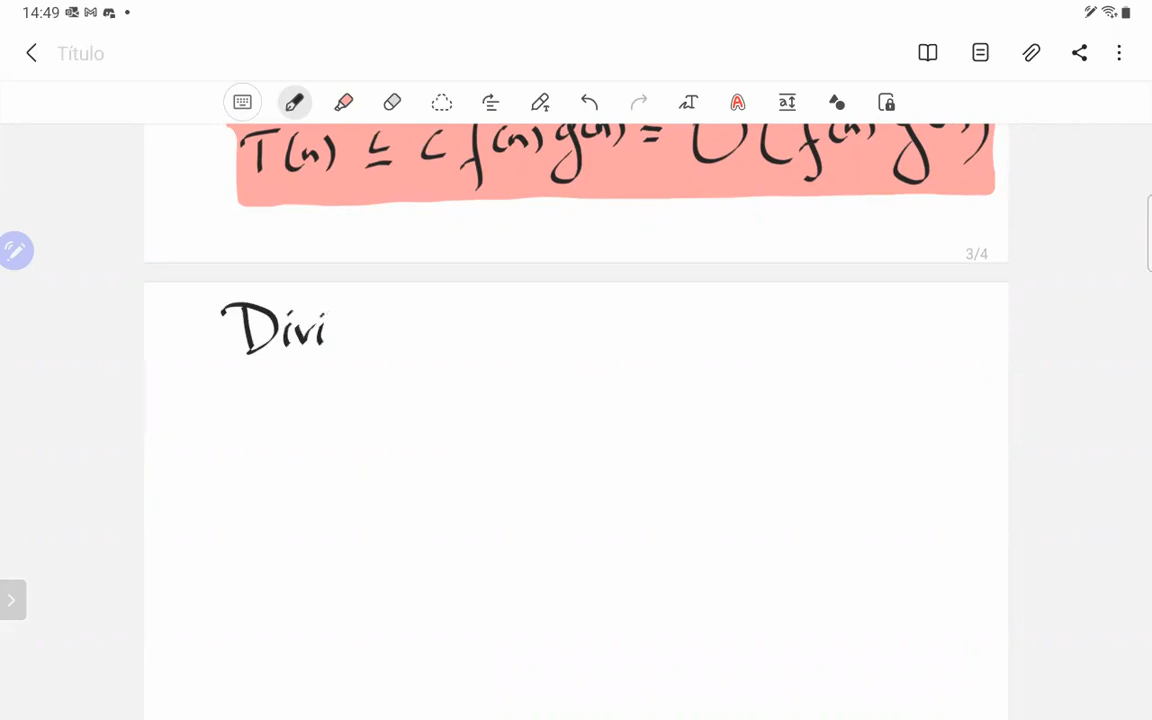 14:49
Título
T(n) ≤ c f(n) g(n) = O(f(n) g(n))
3/4
Divi